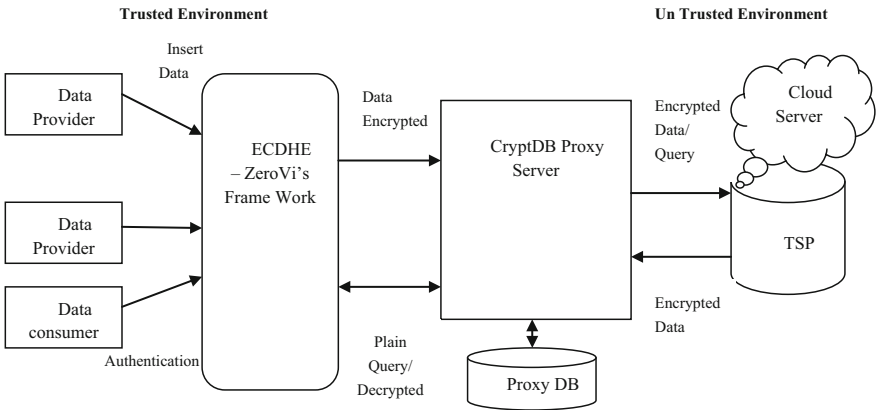 Trusted Environment
Un Trusted Environment
Insert
Data
Data
Provider
Data
Provider
Data
consumer
Authentication
ECDHE
– ZeroVi's
Frame Work
Data
Encrypted
Plain
Query/
Decrypted
CryptDB Proxy
Server
Proxy DB
Encrypted
Data/
Query
Cloud
Server
TSP
Encrypted
Data